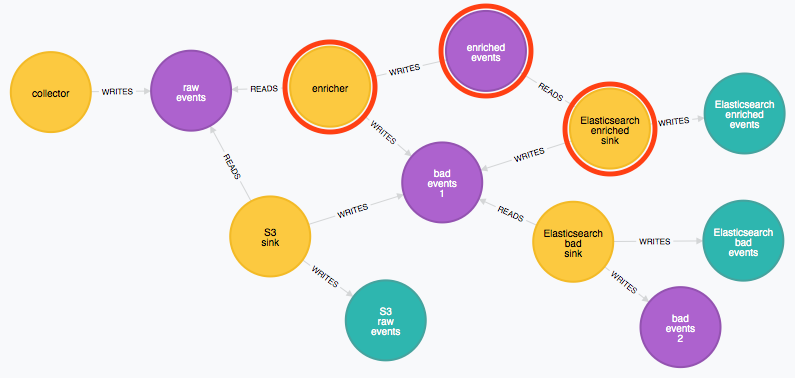 collector
WRITES
raw
events
READS
enricher
WRITES
enriched
events
READS
Elasticsearch
enriched
sink
WRITES
Elasticsearch
enriched
events
WRITES
WRITES
bad
events
1
READS
S3
sink
WRITES
WRITES
S3
raw
events
READS
Elasticsearch
bad
sink
WRITES
Elasticsearch
bad
events
WRITES
bad
events
2